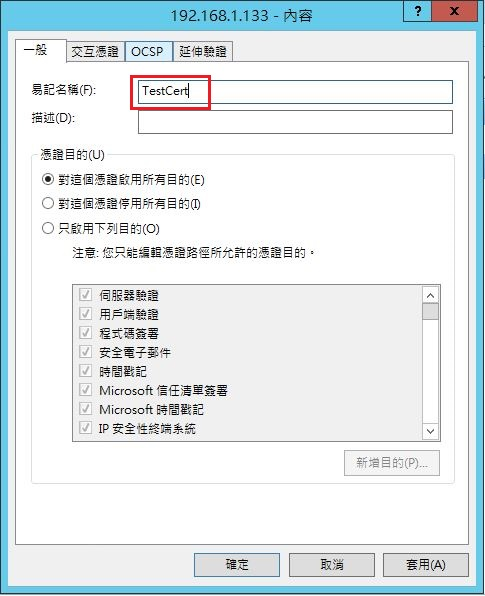 192.168.1.133 - 內容
?
一般 交互憑證 OCSP 延伸驗證
易記名稱(F): TestCert
描述(D):
憑證目的(U)
對這個憑證啟用所有目的(E)
對這個憑證停用所有目的(I)
只啟用下列目的(O)
注意: 您只能編輯憑證路徑所允許的憑證目的。
伺服器驗證
用戶端驗證
程式碼簽署
安全電子郵件
時間戳記
Microsoft 信任清單簽署
Microsoft 時間戳記
IP 安全性終端系統
新增目的(P)...
確定 取消 套用(A)